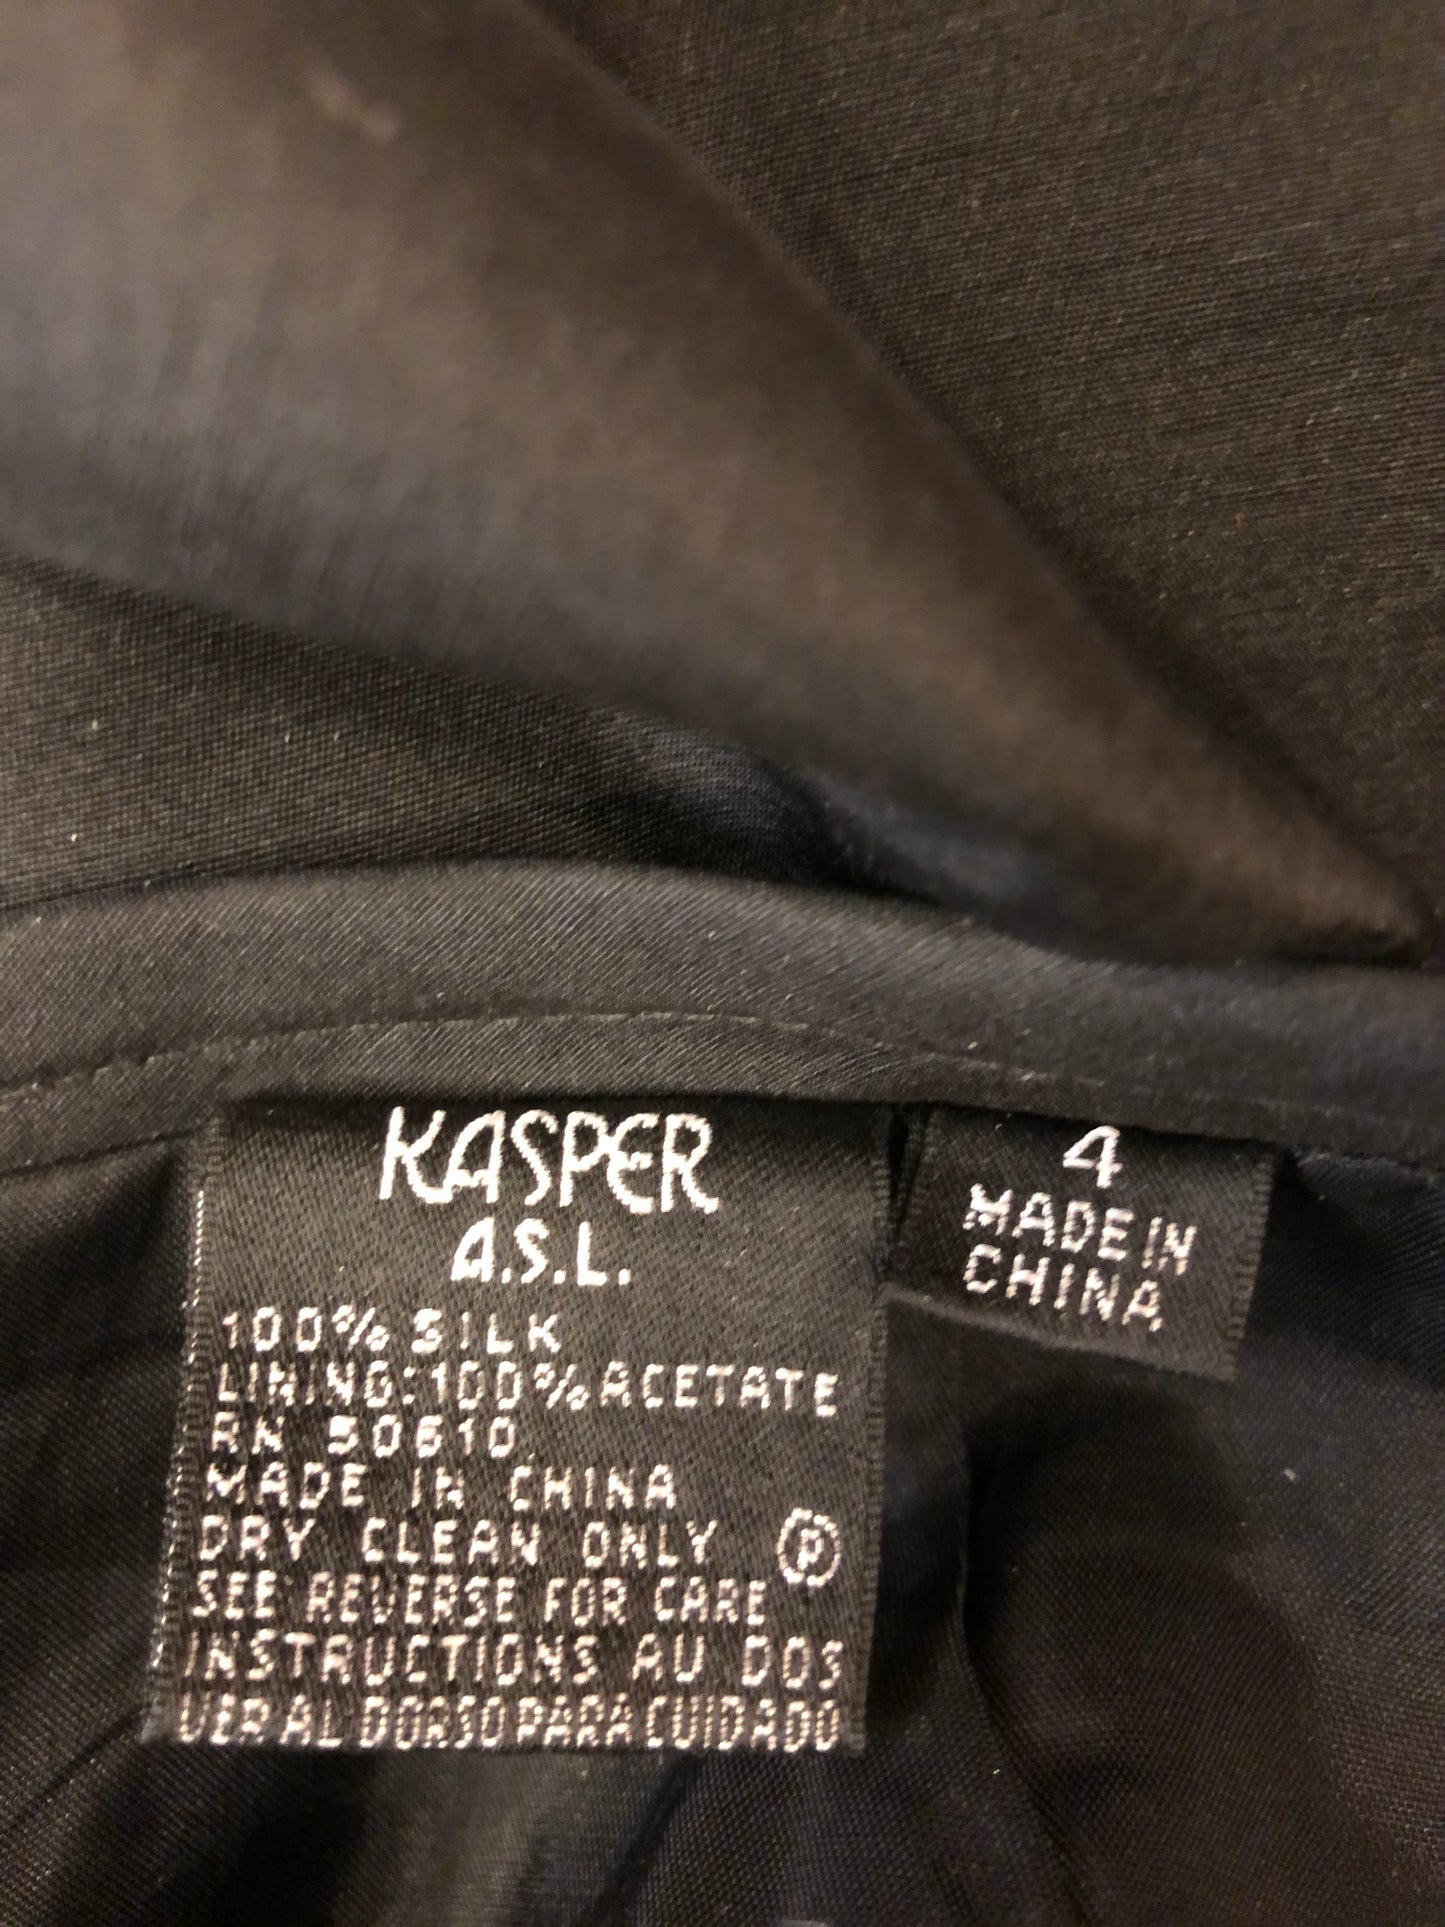 KASPER
A.S.L.
100% SILK
LINING: 100% ACETATE
RN 50610
MADE IN CHINA
DRY CLEAN ONLY Ⓟ
SEE REVERSE FOR CARE
INSTRUCTIONS AU DOS
VER AL DORSO PARA CUIDADO
4
MADE IN
CHINA